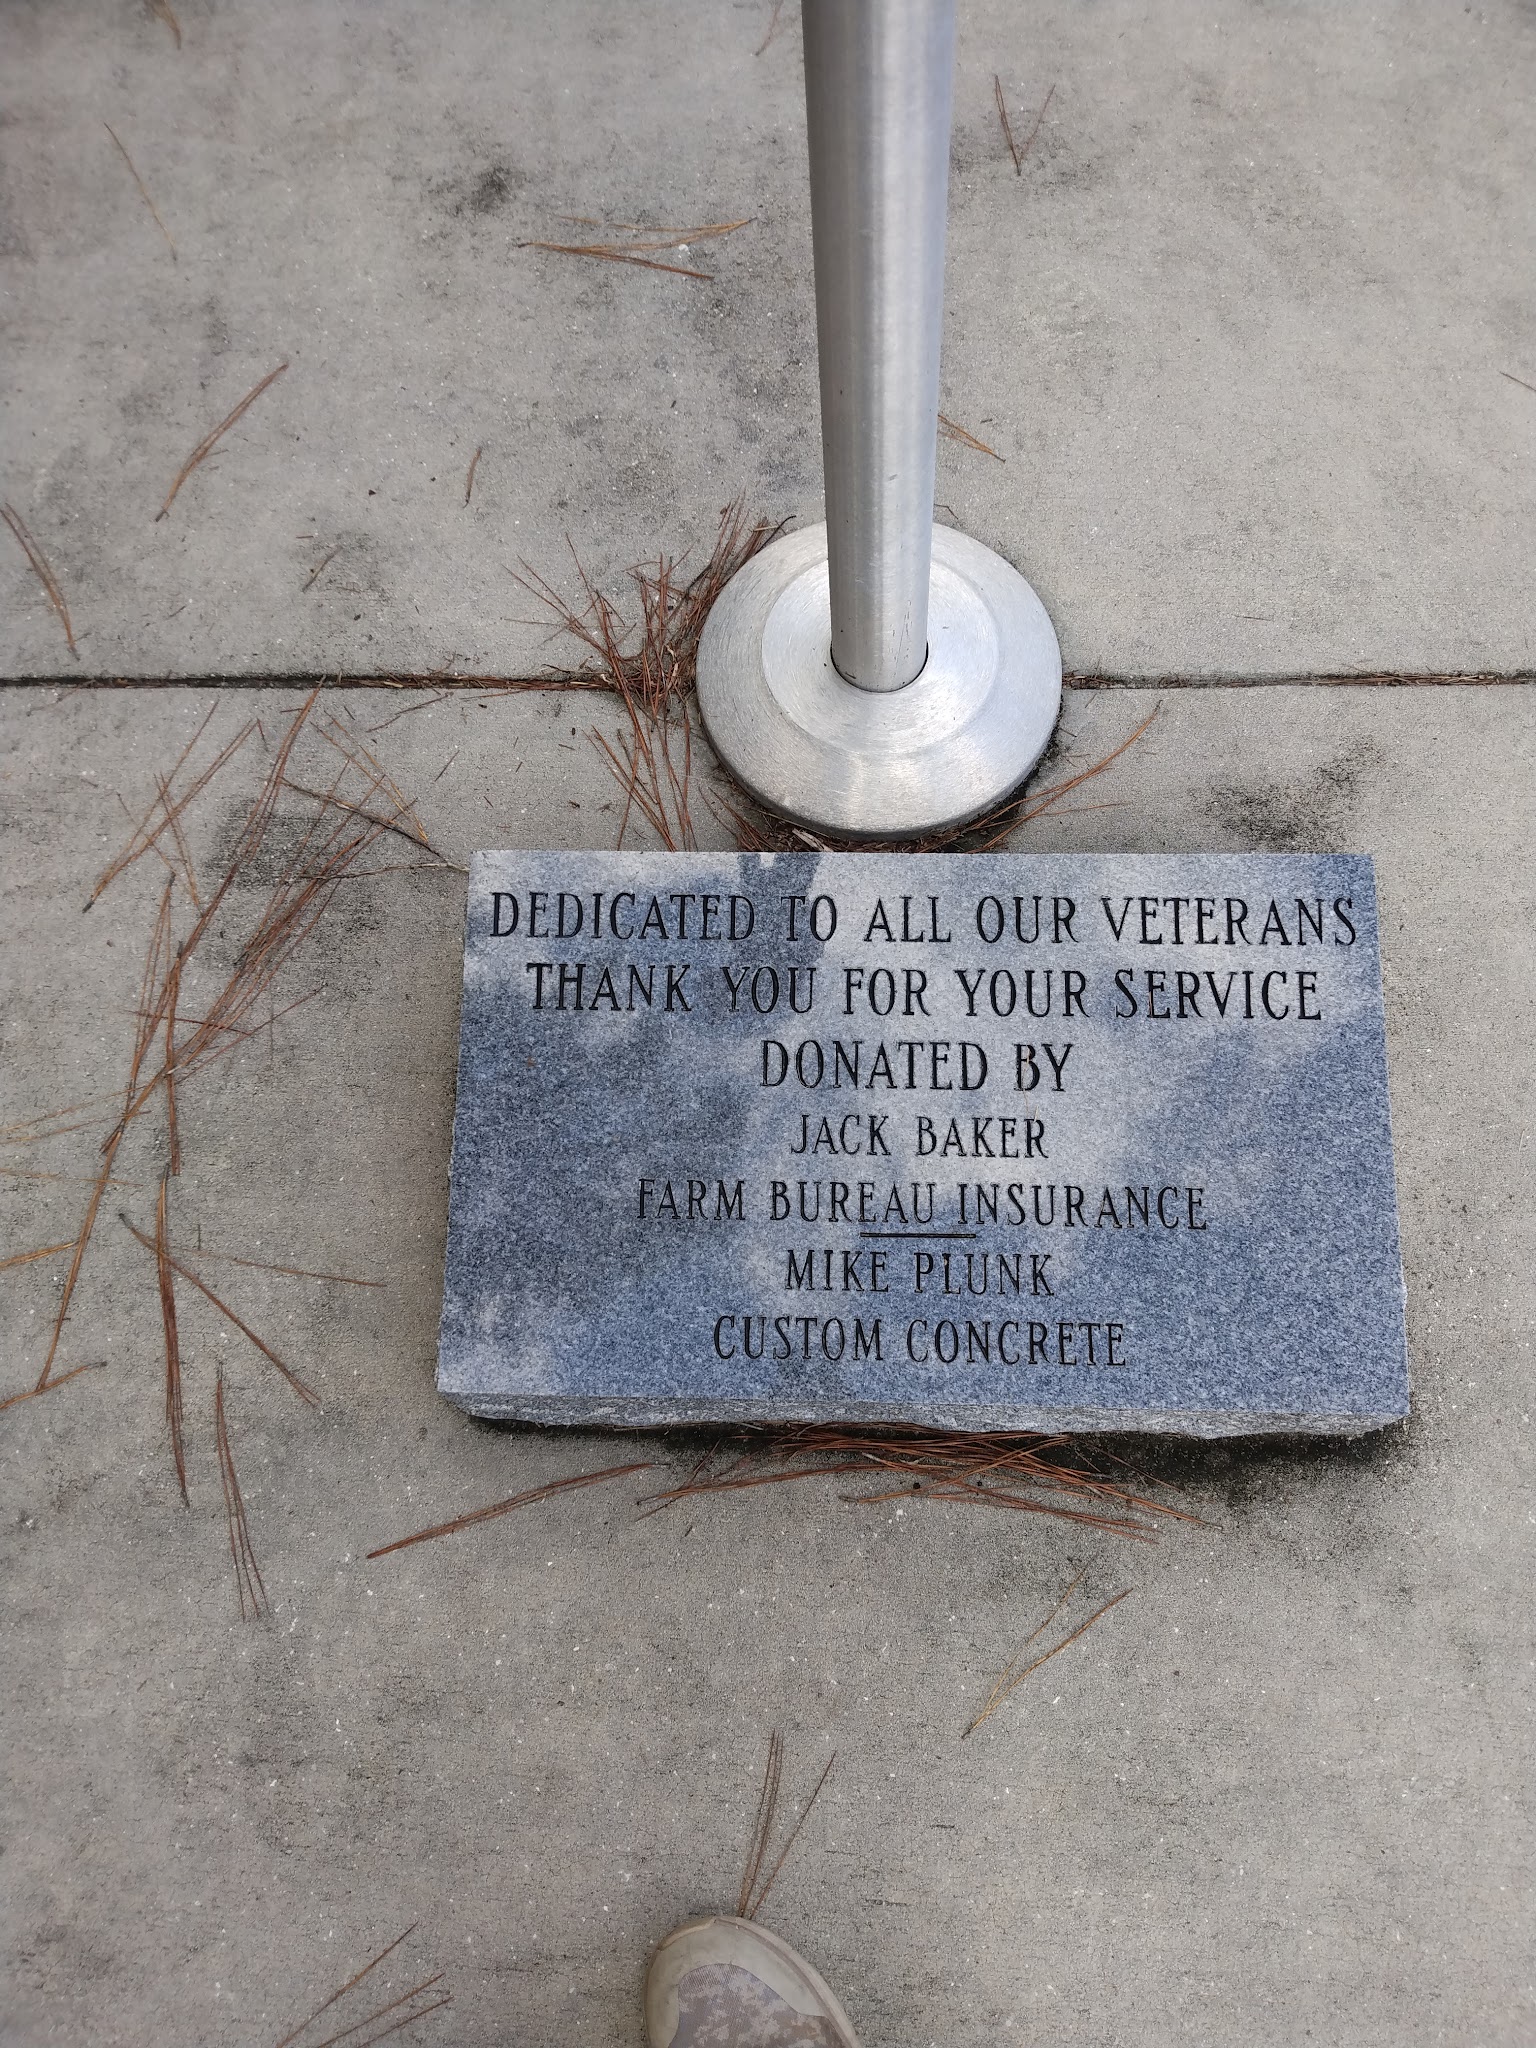 DEDICATED TO ALL OUR VETERANS
THANK YOU FOR YOUR SERVICE
DONATED BY
JACK BAKER
FARM BUREAU INSURANCE
MIKE PLUNK
CUSTOM CONCRETE